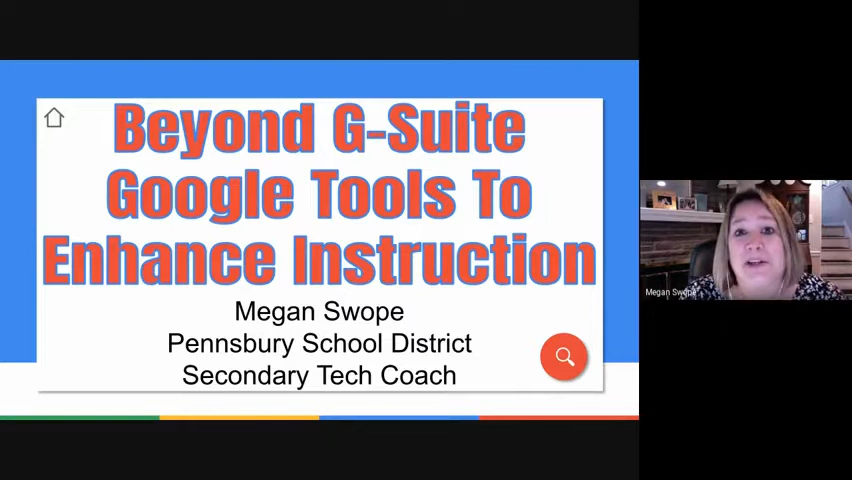 Beyond G-Suite
Google Tools To
Enhance Instruction
Megan Swope
Pennsbury School District
Secondary Tech Coach
Megan Swope